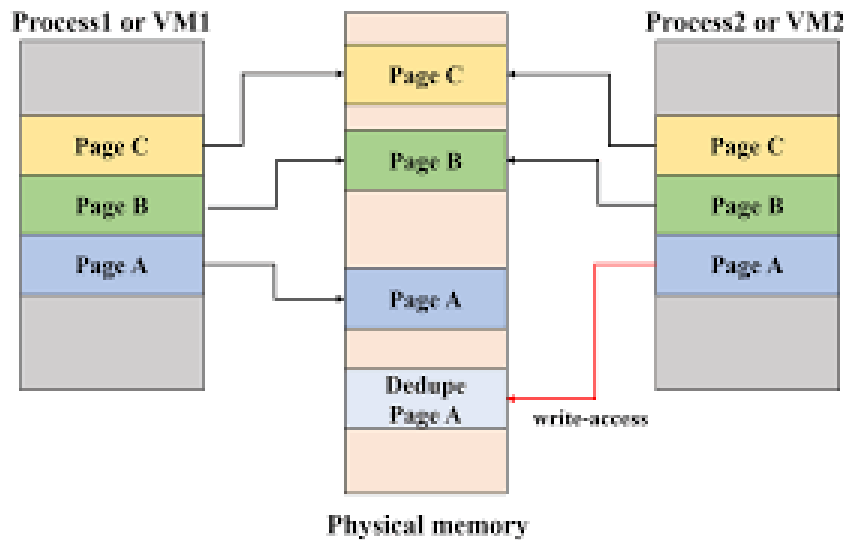 Process1 or VM1
Process2 or VM2
Page C
Page B
Page A
Page C
Page B
Page A
Dedupe
Page A
Page C
Page B
Page A
write-access
Physical memory